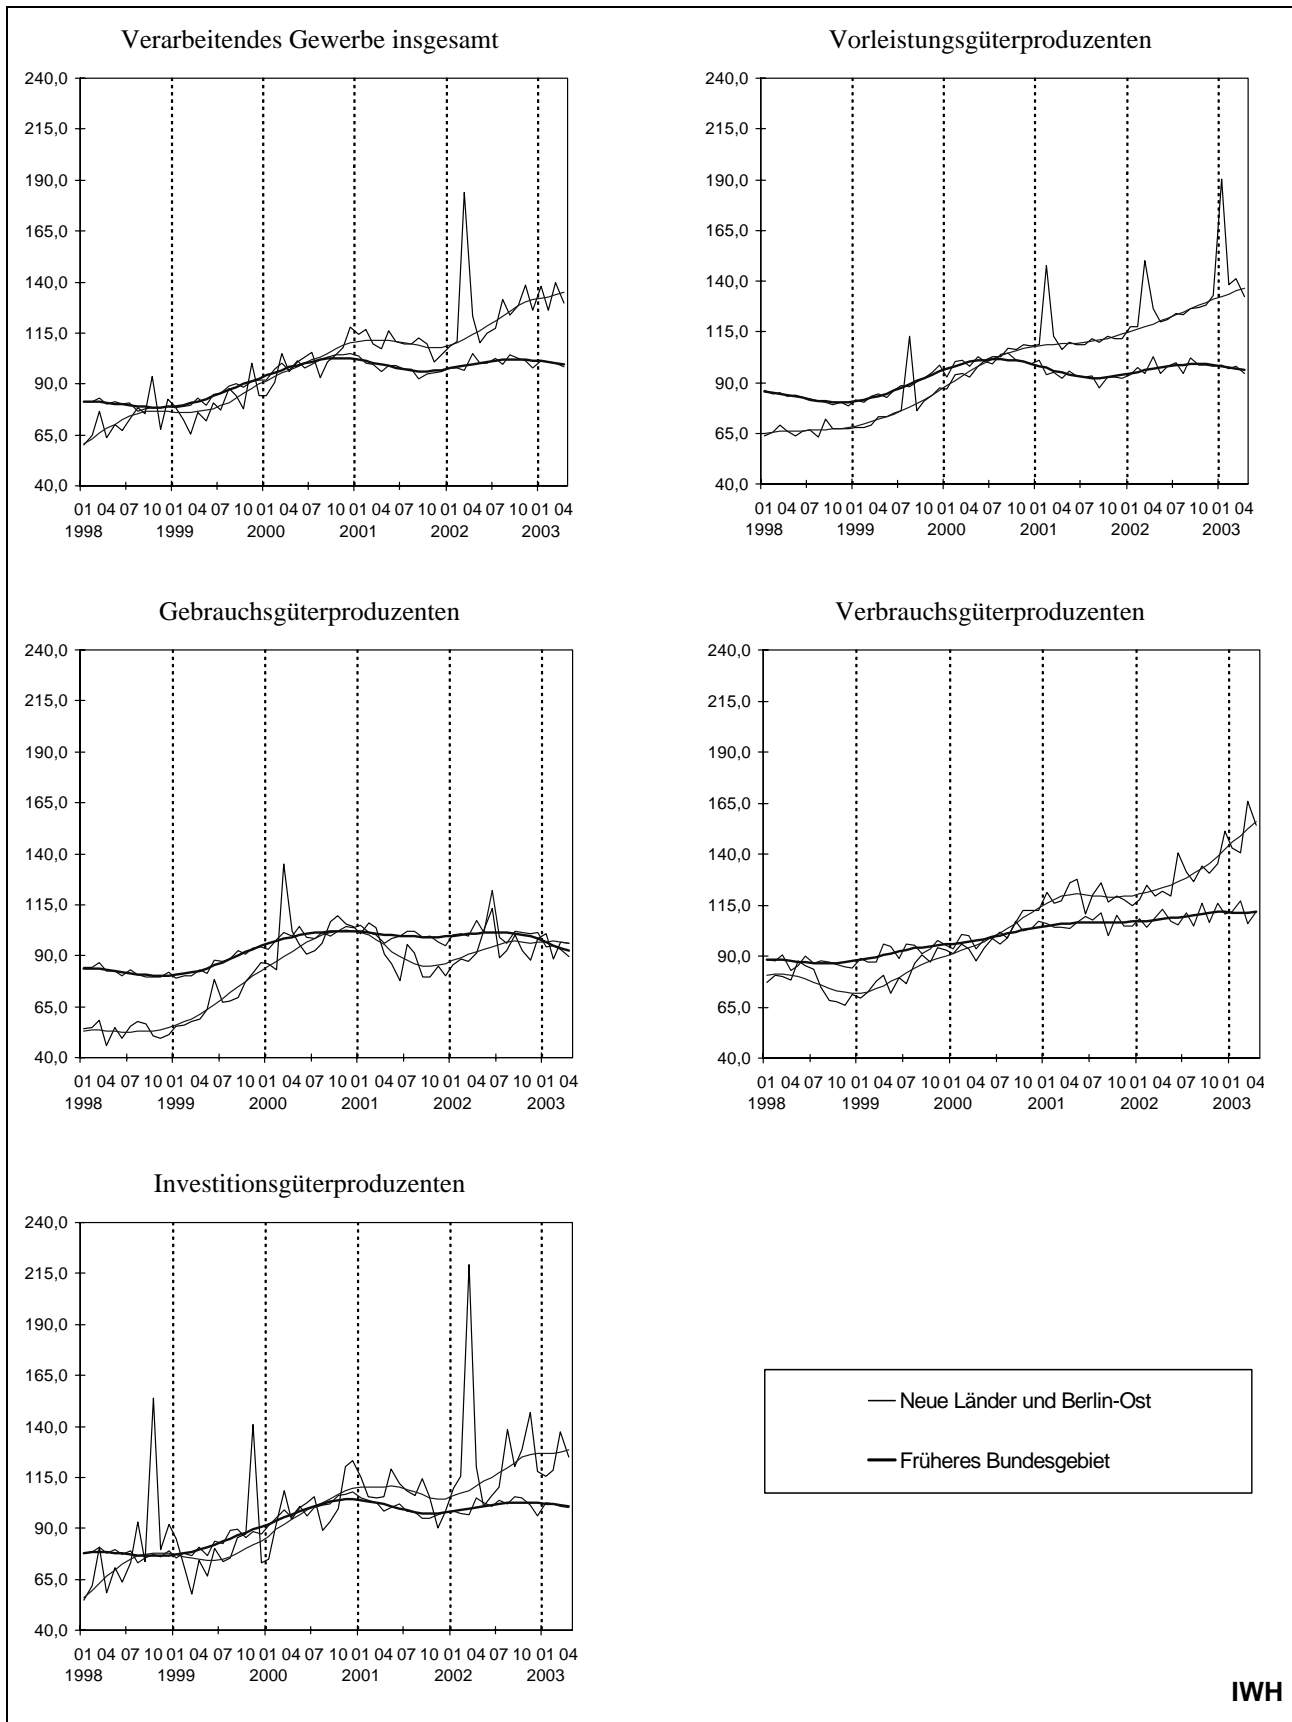 Verarbeitendes Gewerbe insgesamt
240,0
215,0
190,0
165,0
140,0
115,0
90,0
65,0
40,0
01 04 07 10 01 04 07 10 01 04 07 10 01 04 07 10 01 04 07 10 01 04
1998 1999 2000 2001 2002 2003
Vorleistungsgüterproduzenten
240,0
215,0
190,0
165,0
140,0
115,0
90,0
65,0
40,0
01 04 07 10 01 04 07 10 01 04 07 10 01 04 07 10 01 04 07 10 01 04
1998 1999 2000 2001 2002 2003
Gebrauchsgüterproduzenten
240,0
215,0
190,0
165,0
140,0
115,0
90,0
65,0
40,0
01 04 07 10 01 04 07 10 01 04 07 10 01 04 07 10 01 04 07 10 01 04
1998 1999 2000 2001 2002 2003
Verbrauchsgüterproduzenten
240,0
215,0
190,0
165,0
140,0
115,0
90,0
65,0
40,0
01 04 07 10 01 04 07 10 01 04 07 10 01 04 07 10 01 04 07 10 01 04
1998 1999 2000 2001 2002 2003
Investitionsgüterproduzenten
240,0
215,0
190,0
165,0
140,0
115,0
90,0
65,0
40,0
01 04 07 10 01 04 07 10 01 04 07 10 01 04 07 10 01 04 07 10 01 04
1998 1999 2000 2001 2002 2003
Neue Länder und Berlin-Ost
Früheres Bundesgebiet
IWH